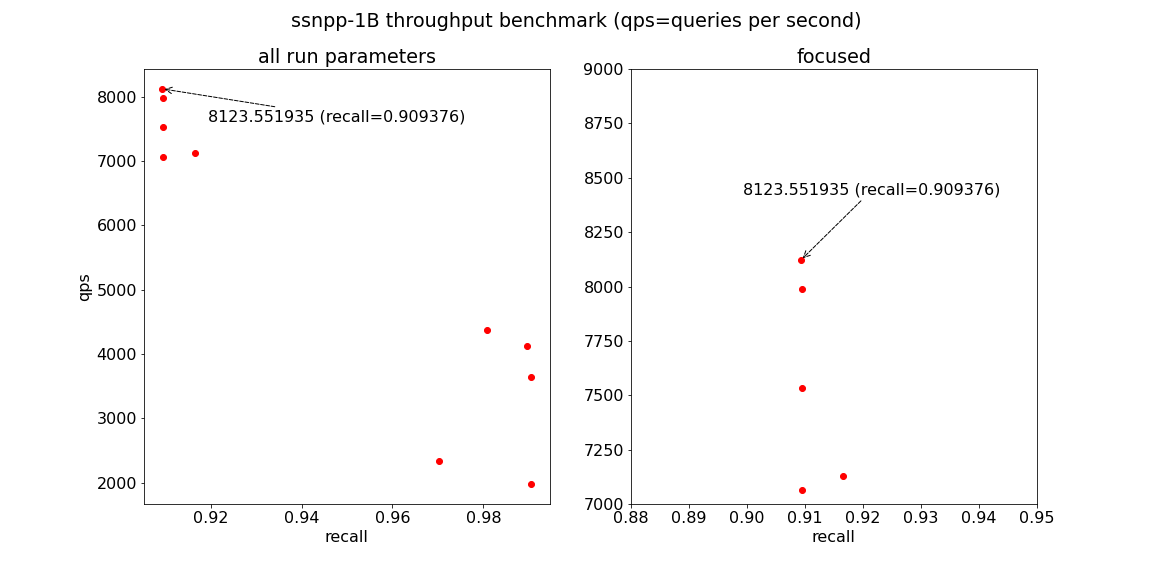 ssnpp-1B throughput benchmark (qps=queries per second)
all run parameters
8000
7000
6000
5000
4000
3000
2000
qps
8123.551935 (recall=0.909376)
0.92 0.94 0.96 0.98
recall
focused
9000
8750
8500
8250
8000
7750
7500
7250
7000
8123.551935 (recall=0.909376)
0.88 0.89 0.90 0.91 0.92 0.93 0.94 0.95
recall